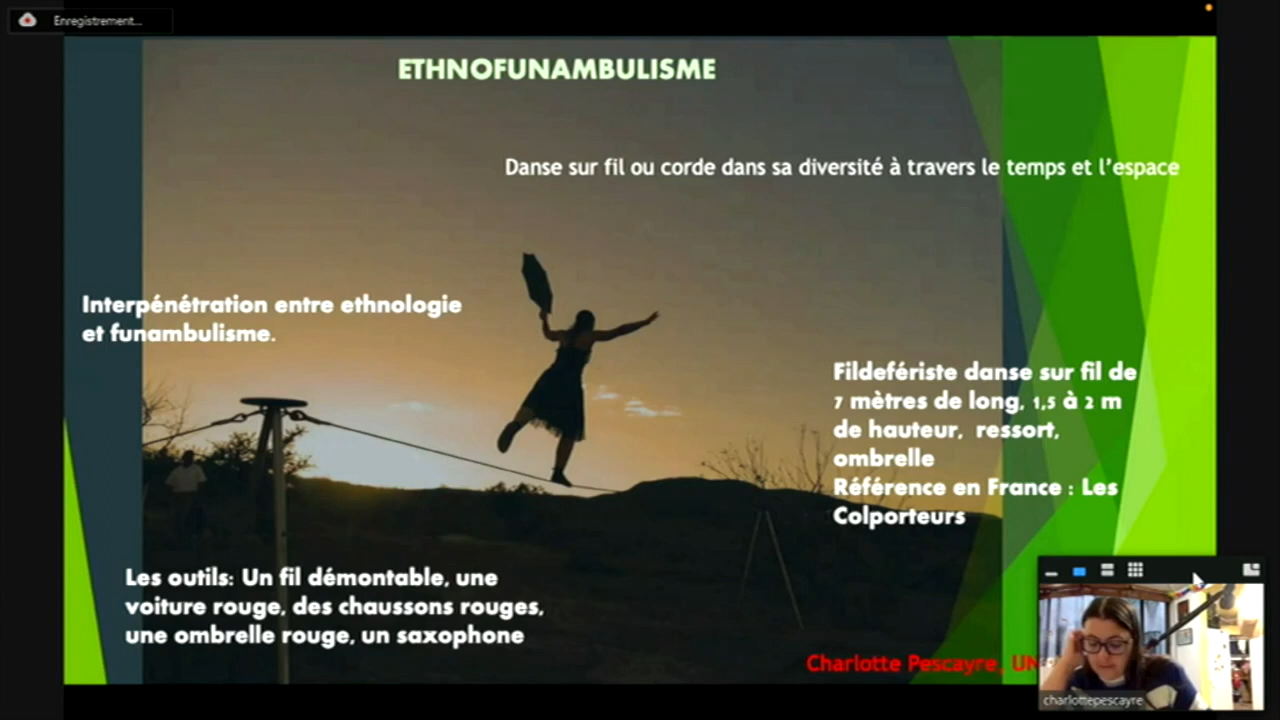 Enregistrement...
ETHNOFUNAMBULISME
Danse sur fil ou corde dans sa diversité à travers le temps et l'espace
Interpénétration entre ethnologie
et funambulisme.
Fildefériste danse sur fil de
7 mètres de long, 1,5 à 2 m
de hauteur, ressort,
ombrelle
Référence en France : Les
Colporteurs
Les outils: Un fil démontable, une
voiture rouge, des chaussons rouges,
une ombrelle rouge, un saxophone
Charlotte Pescayre,
charlottepescayre